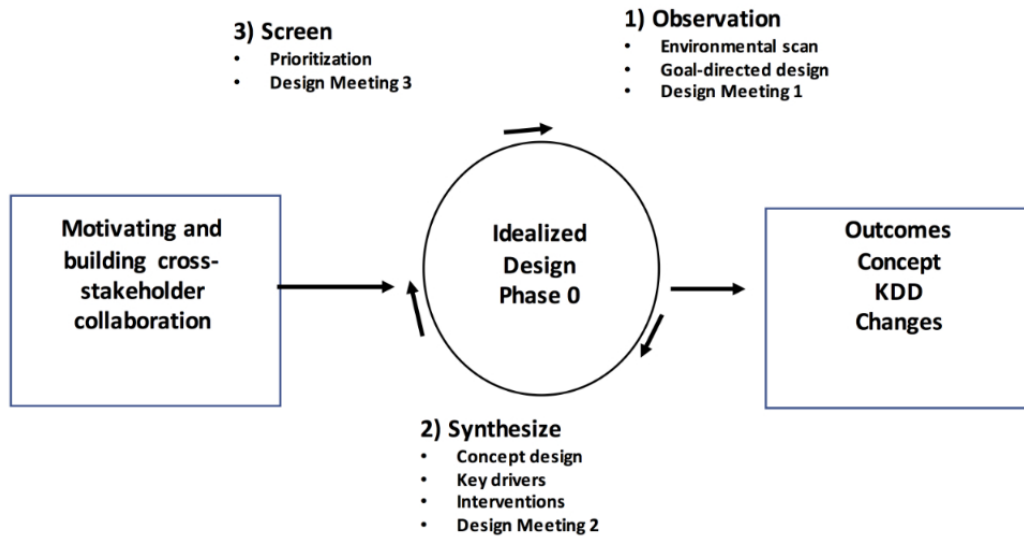 3) Screen
• Prioritization
• Design Meeting 3
1) Observation
• Environmental scan
• Goal-directed design
• Design Meeting 1
Motivating and
building cross-
stakeholder
collaboration
Idealized
Design
Phase 0
Outcomes
Concept
KDD
Changes
2) Synthesize
• Concept design
• Key drivers
• Interventions
• Design Meeting 2